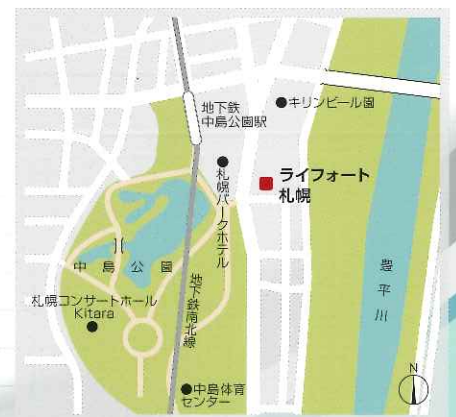 地下鉄
中島公園駅
キリンビール園
札幌パークホテル
ライフォート
札幌
中島公園
豊平川
地下鉄南北線
札幌コンサートホール
Kitara
中島体育
センター
N